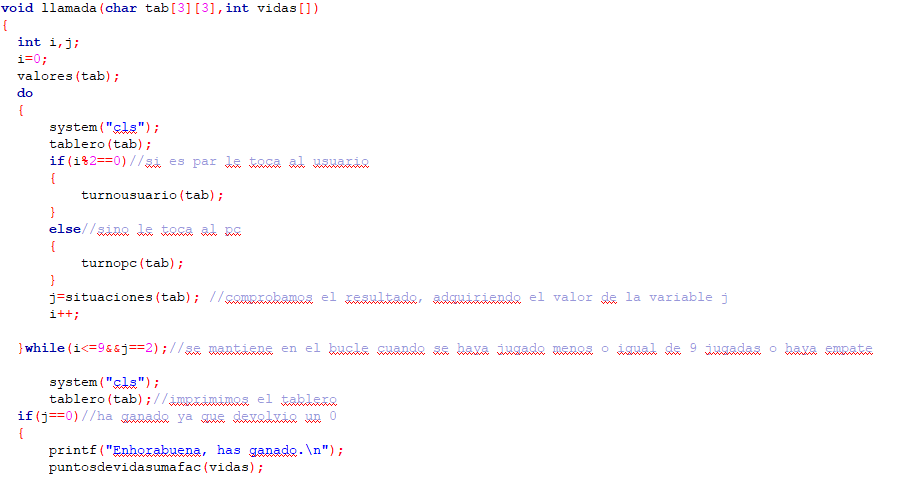 void llamada(char tab[3][3],int vidas[])
{
int i,j;
i=0;
valores(tab);
do
{
system("cls");
tablero(tab);
if(i%2==0)//si es par le toca al usuario
{
turnousuario(tab);
}
else//sino le toca al pc
{
turnopc(tab);
}
j=situaciones(tab); //comprobamos el resultado, adquiriendo el valor de la variable j
i++;
}while(i<=9&&j==2);//se mantiene en el bucle cuando se haya jugado menos o igual de 9 jugadas o haya empate
system("cls");
tablero(tab);//imprimimos el tablero
if(j==0)//ha ganado ya que devolvio un 0
{
printf("Enhorabuena, has ganado.\n");
puntosdevidasumafac(vidas);